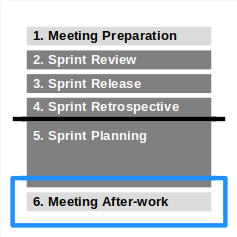 1. Meeting Preparation
2. Sprint Review
3. Sprint Release
4. Sprint Retrospective
5. Sprint Planning
6. Meeting After-work